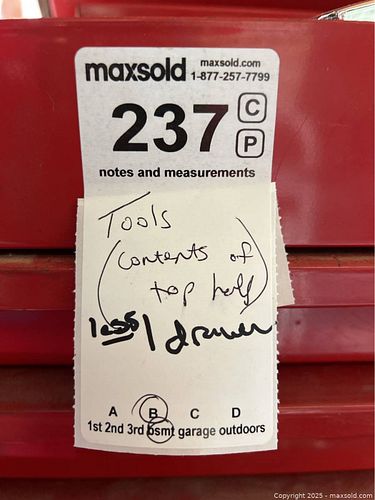 maxsold maxsold.com
1-877-257-7799
237 C
P
notes and measurements
Tools
(contents of
top half)
less 1 drawer
A B C D
1st 2nd 3rd bsmt garage outdoors
Copyright 2025 - maxsold.com